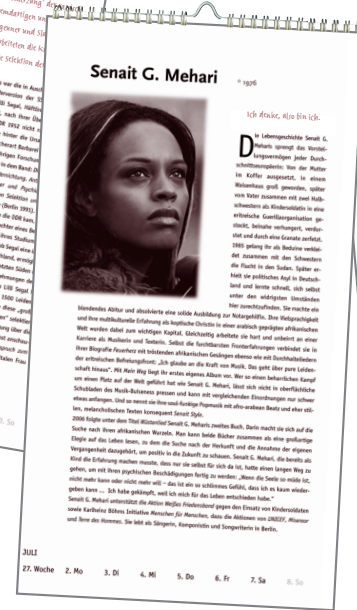 Senait G. Mehari * 1976
Ich denke, also bin ich.
Die Lebensgeschichte Senait G.
Meharis sprengt das Vorstel-
lungsvermögen jeder Durch-
schnittseuropäerin: Von der Mutter
im Koffer ausgesetzt, in einem
Waisenhaus groß geworden, später
vom Vater zusammen mit zwei Halb-
schwestern als Kindersoldatin in eine
eritreische Guerillaorganisation ge-
steckt, beinahe verhungert, verdur-
stet und durch eine Granate zerfetzt.
1985 gelang ihr als Beduine verklei-
det zusammen mit den Schwestern
die Flucht in den Sudan. Später er-
hielt sie politisches Asyl in Deutsch-
land und lernte schnell, sich selbst
unter den widrigsten Umständen
hier zurechtzufinden. Sie machte ein
blendendes Abitur und absolvierte eine solide Ausbildung zur Notargehilfin. Ihre Vielsprachigkeit
und ihre multikulturelle Erfahrung als koptische Christin in einer arabisch geprägten afrikanischen
Welt wurden dabei zum wichtigen Kapital. Gleichzeitig arbeitete sie hart und unbeirrt an einer
Karriere als Musikerin und Texterin. Selbst die furchtbarsten Fronterfahrungen verbindet sie in
ihrer Biografie Feuerherz mit tröstenden afrikanischen Gesängen ebenso wie mit Durchhalteliedern
der eritreischen Befreiungsfront: „Ich glaube an die Kraft von Musik. Das geht über pure Leiden-
schaft hinaus". Mit Mein Weg liegt ihr erstes eigenes Album vor. Wer so einen beharrlichen Kampf
um einen Platz auf der Welt geführt hat wie Senait G. Mehari, lässt sich nicht in oberflächliche
Schubladen des Musik-Buiseness pressen und kann mit vergleichenden Einordnungen nur schwer
etwas anfangen. Und so nennt sie ihre soul-funkige Popmusik mit afro-arabean Beatz und eher stil-
len, melancholischen Texten konsequent Senait Style.
2006 folgte unter dem Titel Wüstenlied Senait G. Meharis zweites Buch. Darin macht sie sich auf die
Suche nach ihren afrikanischen Wurzeln. Man kann beide Bücher zusammen als eine großartige
Elegie auf das Leben lesen, zu dem die Suche nach der Herkunft und die Annahme der eigenen
Vergangenheit dazugehört, um positiv in die Zukunft zu schauen. Senait G. Mehari, die bereits als
Kind die Erfahrung machen musste, dass nur sie selbst für sich da ist, hatte einen langen Weg zu
gehen, um mit ihren psychischen Beschädigungen fertig zu werden: „Wenn die Seele so müde ist,
nicht mehr kann oder nicht mehr will – das ist ein so schlimmes Gefühl, dass ich es kaum wieder-
geben kann ... Ich habe gekämpft, weil ich mich für das Leben entschieden habe."
Senait G. Mehari unterstützt die Aktion Weißes Friedensband gegen den Einsatz von Kindersoldaten
sowie Karlheinz Böhms Initiative Menschen für Menschen, dass die Aktionen von UNICEF, Misereor
und Terre des Hommes. Sie lebt als Sängerin, Komponistin und Songwriterin in Berlin.
JULI
27. Woche 2. Mo 3. Di 4. Mi 5. Do 6. Fr 7. Sa 8. So